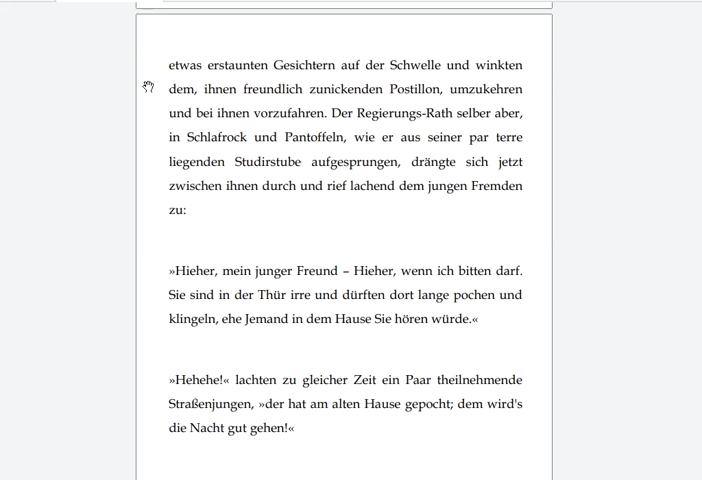 etwas erstaunten Gesichtern auf der Schwelle und winkten
dem, ihnen freundlich zunickenden Postillon, umzukehren
und bei ihnen vorzufahren. Der Regierungs-Rath selber aber,
in Schlafrock und Pantoffeln, wie er aus seiner par terre
liegenden Studirstube aufgesprungen, drängte sich jetzt
zwischen ihnen durch und rief lachend dem jungen Fremden
zu:
»Hieher, mein junger Freund – Hieher, wenn ich bitten darf.
Sie sind in der Thür irre und dürften dort lange pochen und
klingeln, ehe Jemand in dem Hause Sie hören würde.«
»Hehehe!« lachten zu gleicher Zeit ein Paar theilnehmende
Straßenjungen, »der hat am alten Hause gepocht; dem wird's
die Nacht gut gehen!«